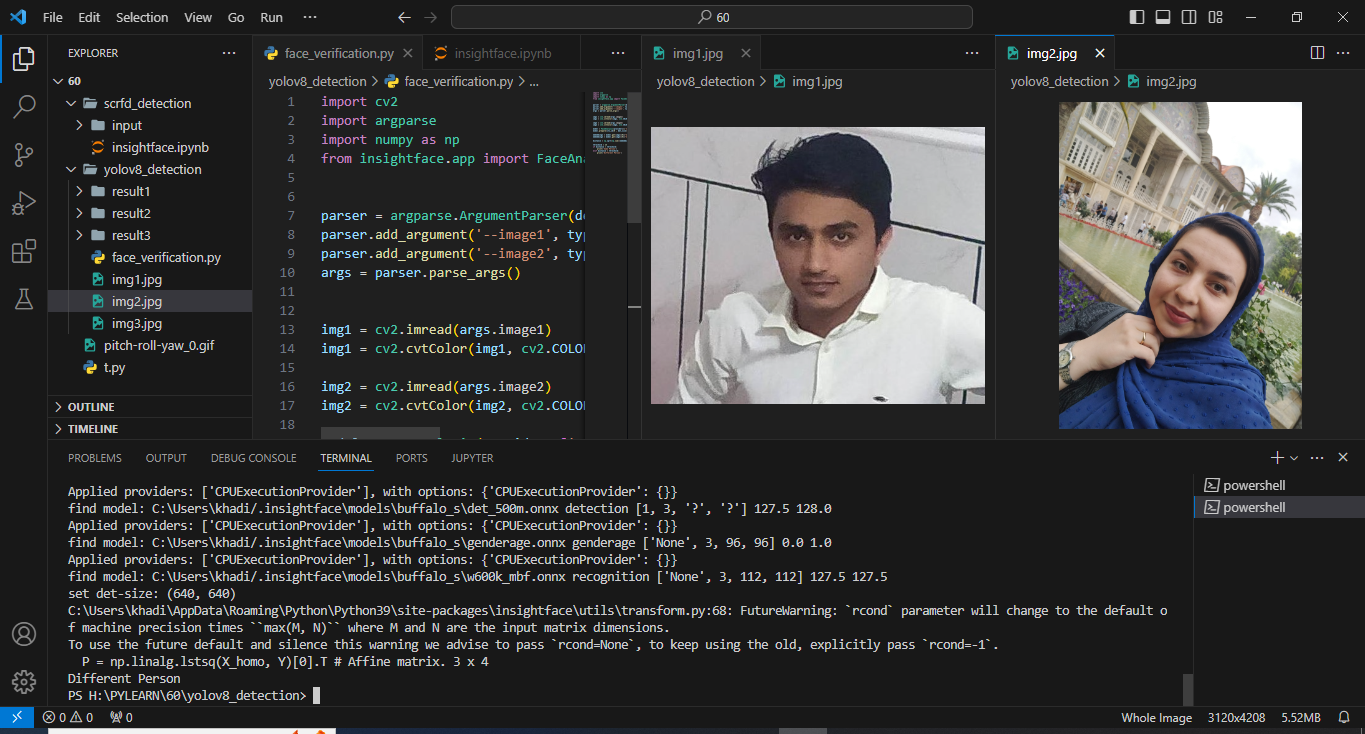 File Edit Selection View Go Run ··· 60
EXPLORER ···
60
scrfd_detection
input
insightface.ipynb
yolov8_detection
result1
result2
result3
face_verification.py
img1.jpg
img2.jpg
img3.jpg
pitch-roll-yaw_0.gif
t.py
OUTLINE
TIMELINE
face_verification.py insightface.ipynb ···
yolov8_detection > face_verification.py > ...
1 import cv2
2 import argparse
3 import numpy as np
4 from insightface.app import FaceAna
5
6
7 parser = argparse.ArgumentParser(de
8 parser.add_argument('--image1', typ
9 parser.add_argument('--image2', typ
10 args = parser.parse_args()
11
12
13 img1 = cv2.imread(args.image1)
14 img1 = cv2.cvtColor(img1, cv2.COLO
15
16 img2 = cv2.imread(args.image2)
17 img2 = cv2.cvtColor(img2, cv2.COLO
18
img1.jpg ···
yolov8_detection > img1.jpg
img2.jpg ···
yolov8_detection > img2.jpg
PROBLEMS OUTPUT DEBUG CONSOLE TERMINAL PORTS JUPYTER
Applied providers: ['CPUExecutionProvider'], with options: {'CPUExecutionProvider': {}}
find model: C:\Users\khadi/.insightface\models\buffalo_s\det_500m.onnx detection [1, 3, '?', '?'] 127.5 128.0
Applied providers: ['CPUExecutionProvider'], with options: {'CPUExecutionProvider': {}}
find model: C:\Users\khadi/.insightface\models\buffalo_s\genderage.onnx genderage ['None', 3, 96, 96] 0.0 1.0
Applied providers: ['CPUExecutionProvider'], with options: {'CPUExecutionProvider': {}}
find model: C:\Users\khadi/.insightface\models\buffalo_s\w600k_mbf.onnx recognition ['None', 3, 112, 112] 127.5 127.5
set det-size: (640, 640)
C:\Users\khadi\AppData\Roaming\Python\Python39\site-packages\insightface\utils\transform.py:68: FutureWarning: `rcond` parameter will change to the default o
f machine precision times ``max(M, N)`` where M and N are the input matrix dimensions.
To use the future default and silence this warning we advise to pass `rcond=None`, to keep using the old, explicitly pass `rcond=-1`.
P = np.linalg.lstsq(X_homo, Y)[0].T # Affine matrix. 3 x 4
Different Person
PS H:\PYLEARN\60\yolov8_detection>
powershell
powershell
0 0 0 Whole Image 3120x4208 5.52MB